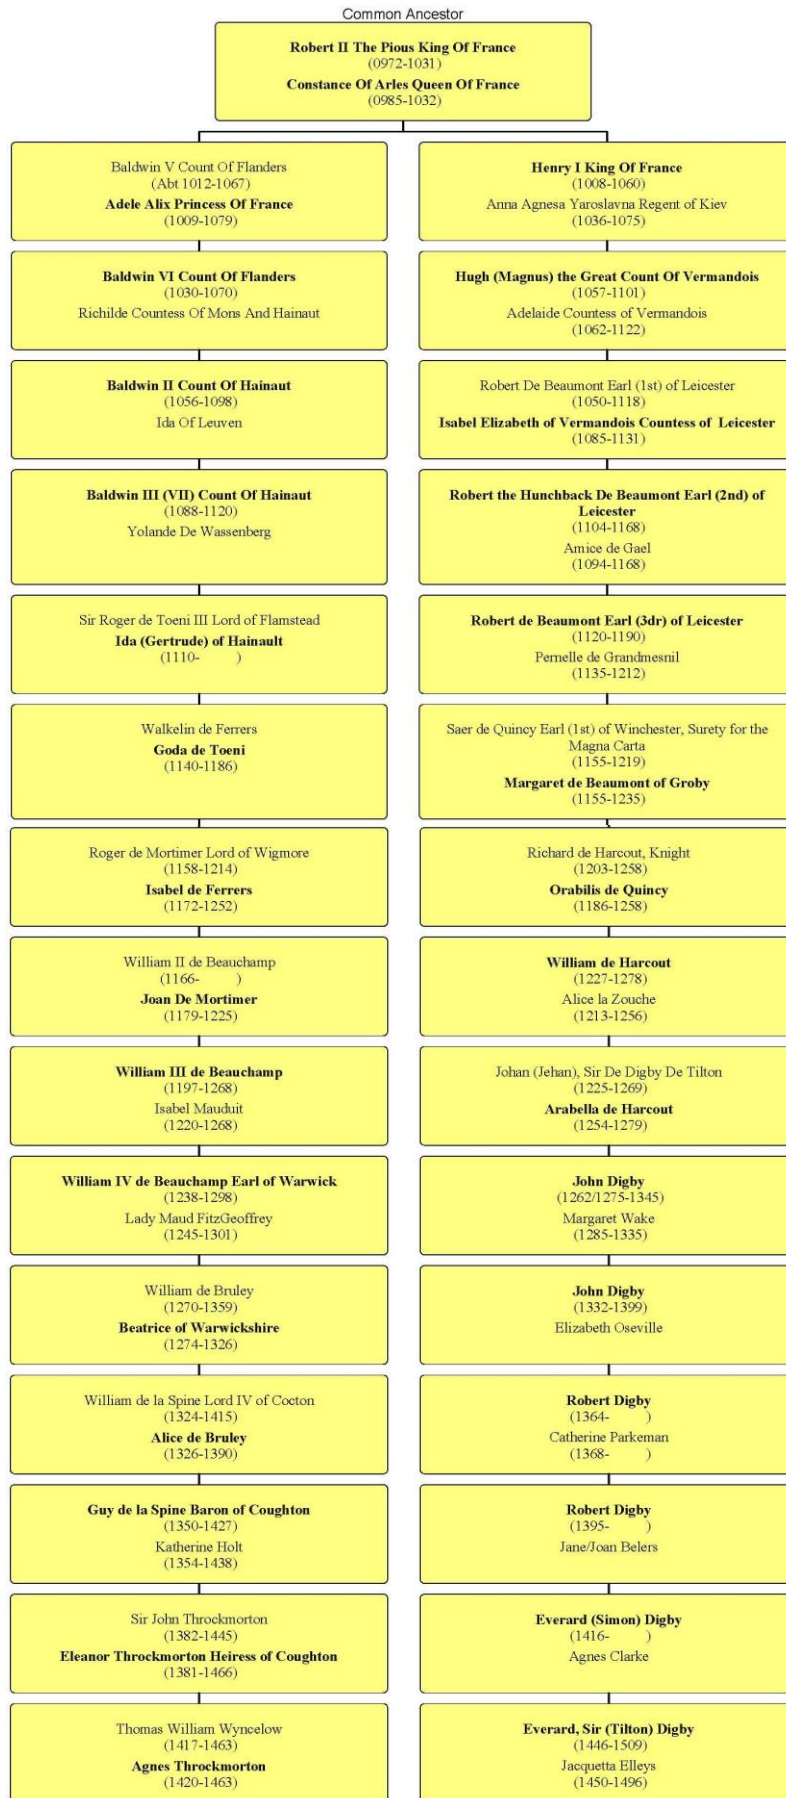 Common Ancestor
Robert II The Pious King Of France
(0972-1031)
Constance Of Arles Queen Of France
(0985-1032)
Baldwin V Count Of Flanders
(Abt 1012-1067)
Adele Alix Princess Of France
(1009-1079)
Henry I King Of France
(1008-1060)
Anna Agnesa Yaroslavna Regent of Kiev
(1036-1075)
Baldwin VI Count Of Flanders
(1030-1070)
Richilde Countess Of Mons And Hainaut
Hugh (Magnus) the Great Count Of Vermandois
(1057-1101)
Adelaide Countess of Vermandois
(1062-1122)
Baldwin II Count Of Hainaut
(1056-1098)
Ida Of Leuven
Robert De Beaumont Earl (1st) of Leicester
(1050-1118)
Isabel Elizabeth of Vermandois Countess of Leicester
(1085-1131)
Baldwin III (VII) Count Of Hainaut
(1088-1120)
Yolande De Wassenberg
Robert the Hunchback De Beaumont Earl (2nd) of
Leicester
(1104-1168)
Amice de Gael
(1094-1168)
Sir Roger de Toeni III Lord of Flamstead
Ida (Gertrude) of Hainault
(1110- )
Robert de Beaumont Earl (3dr) of Leicester
(1120-1190)
Pernelle de Grandmesnil
(1135-1212)
Walkelin de Ferrers
Goda de Toeni
(1140-1186)
Saer de Quincy Earl (1st) of Winchester, Surety for the
Magna Carta
(1155-1219)
Margaret de Beaumont of Groby
(1155-1235)
Roger de Mortimer Lord of Wigmore
(1158-1214)
Isabel de Ferrers
(1172-1252)
Richard de Harcout, Knight
(1203-1258)
Orabilis de Quincy
(1186-1258)
William II de Beauchamp
(1166- )
Joan De Mortimer
(1179-1225)
William de Harcout
(1227-1278)
Alice la Zouche
(1213-1256)
William III de Beauchamp
(1197-1268)
Isabel Mauduit
(1220-1268)
Johan (Jehan), Sir De Digby De Tilton
(1225-1269)
Arabella de Harcout
(1254-1279)
William IV de Beauchamp Earl of Warwick
(1238-1298)
Lady Maud FitzGeoffrey
(1245-1301)
John Digby
(1262/1275-1345)
Margaret Wake
(1285-1335)
William de Bruley
(1270-1359)
Beatrice of Warwickshire
(1274-1326)
John Digby
(1332-1399)
Elizabeth Oseville
William de la Spine Lord IV of Cocton
(1324-1415)
Alice de Bruley
(1326-1390)
Robert Digby
(1364- )
Catherine Parkeman
(1368- )
Guy de la Spine Baron of Coughton
(1350-1427)
Katherine Holt
(1354-1438)
Robert Digby
(1395- )
Jane/Joan Belers
Sir John Throckmorton
(1382-1445)
Eleanor Throckmorton Heiress of Coughton
(1381-1466)
Everard (Simon) Digby
(1416- )
Agnes Clarke
Thomas William Wyncelow
(1417-1463)
Agnes Throckmorton
(1420-1463)
Everard, Sir (Tilton) Digby
(1446-1509)
Jacquetta Elleys
(1450-1496)